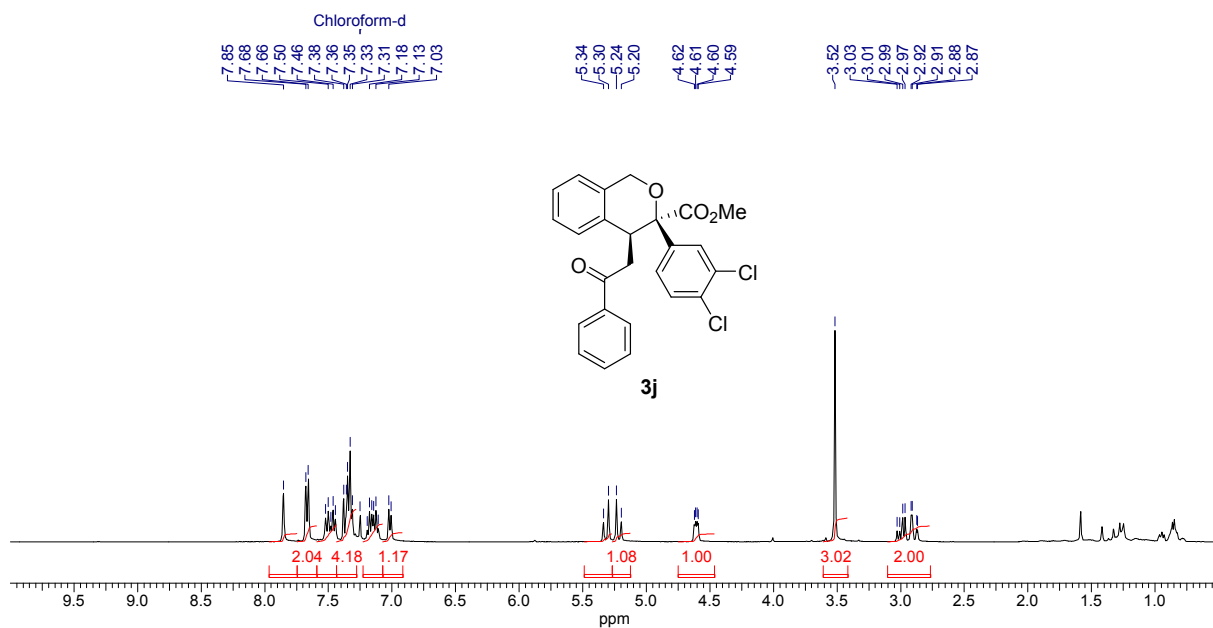 Chloroform-d
7.85 7.68 7.66 7.50 7.46 7.38 7.36 7.35 7.33 7.31 7.18 7.13 7.03 5.34 5.30 5.24 5.20 4.62 4.61 4.60 4.59 3.52 3.03 3.01 2.99 2.97 2.92 2.91 2.88 2.87
O
CO2Me
O
Cl
Cl
3j
2.04 4.18 1.17 1.08 1.00 3.02 2.00
9.5 9.0 8.5 8.0 7.5 7.0 6.5 6.0 5.5 5.0 4.5 4.0 3.5 3.0 2.5 2.0 1.5 1.0
ppm